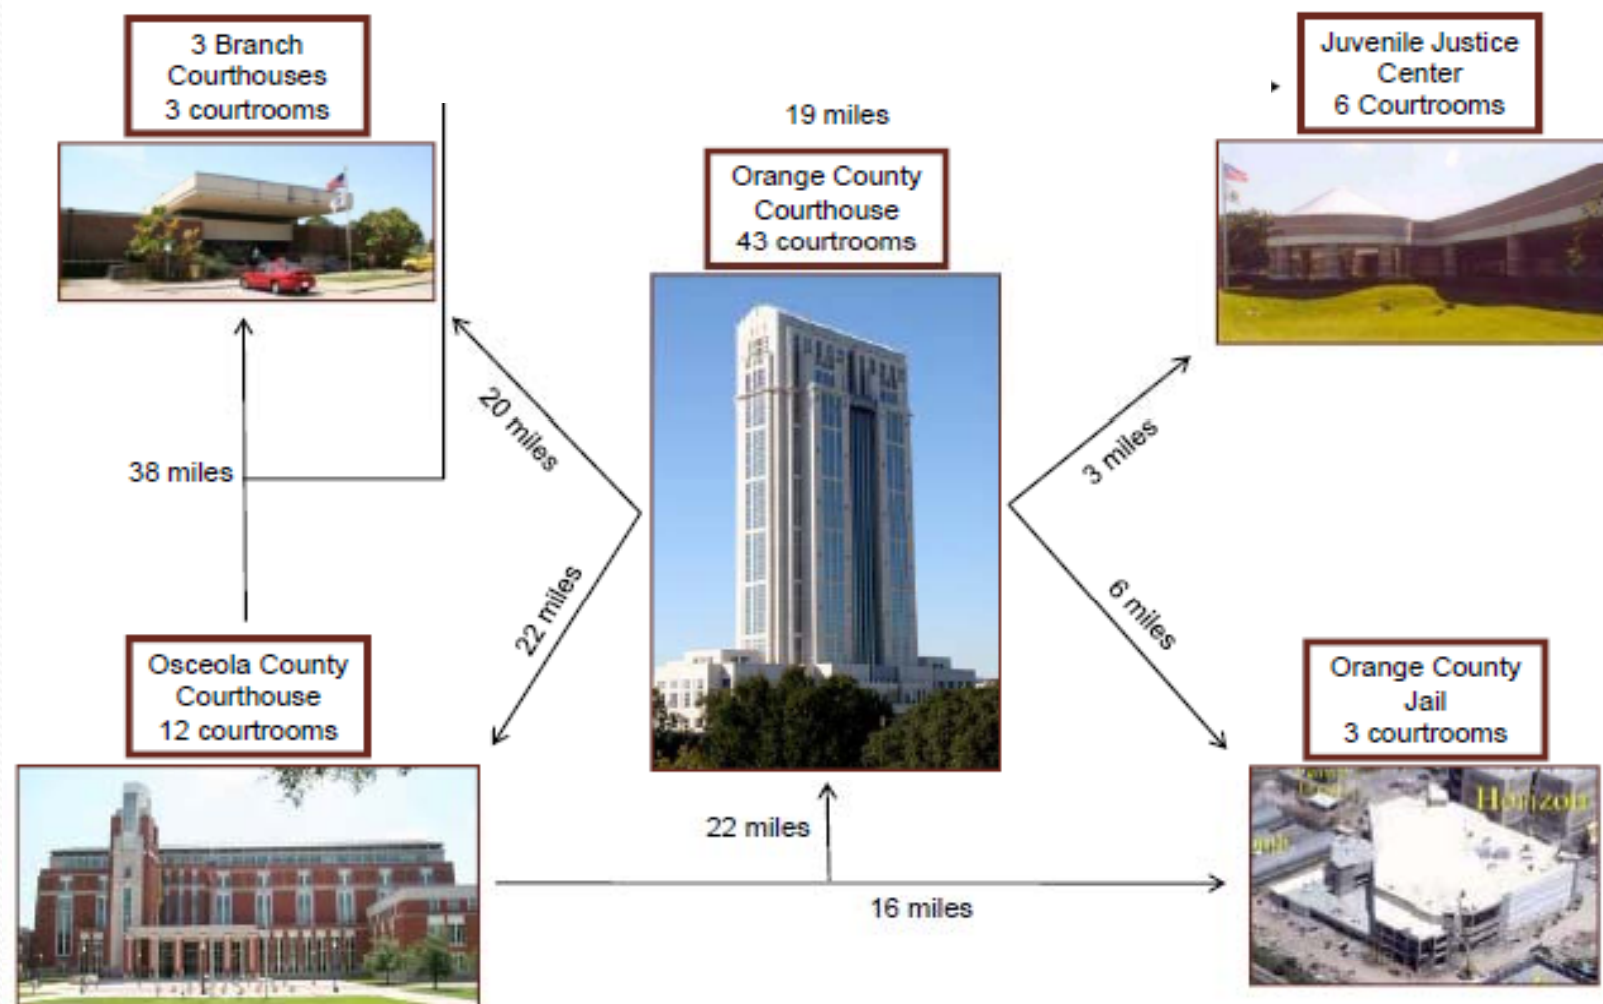 3 Branch
Courthouses
3 courtrooms
19 miles
Orange County
Courthouse
43 courtrooms
Juvenile Justice
Center
6 Courtrooms
20 miles
3 miles
38 miles
22 miles
6 miles
Osceola County
Courthouse
12 courtrooms
Orange County
Jail
3 courtrooms
22 miles
16 miles
Horizon